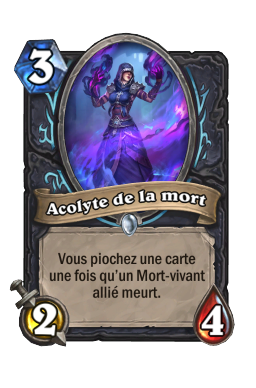 3
Acolyte de la mort
Vous piochez une carte
une fois qu'un Mort-vivant
allié meurt.
2
4